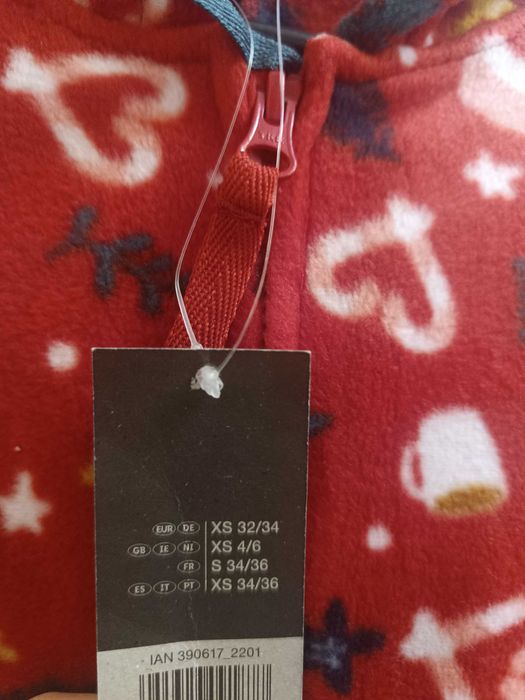 EUR DE XS 32/34
GB IE NI XS 4/6
FR S 34/36
ES IT PT XS 34/36
IAN 390617_2201